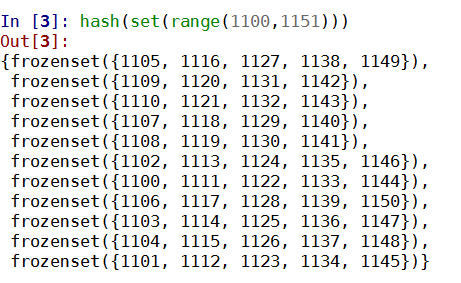 In [3]: hash(set(range(1100,1151)))
Out[3]:
{frozenset({1105, 1116, 1127, 1138, 1149}),
 frozenset({1109, 1120, 1131, 1142}),
 frozenset({1110, 1121, 1132, 1143}),
 frozenset({1107, 1118, 1129, 1140}),
 frozenset({1108, 1119, 1130, 1141}),
 frozenset({1102, 1113, 1124, 1135, 1146}),
 frozenset({1100, 1111, 1122, 1133, 1144}),
 frozenset({1106, 1117, 1128, 1139, 1150}),
 frozenset({1103, 1114, 1125, 1136, 1147}),
 frozenset({1104, 1115, 1126, 1137, 1148}),
 frozenset({1101, 1112, 1123, 1134, 1145})}